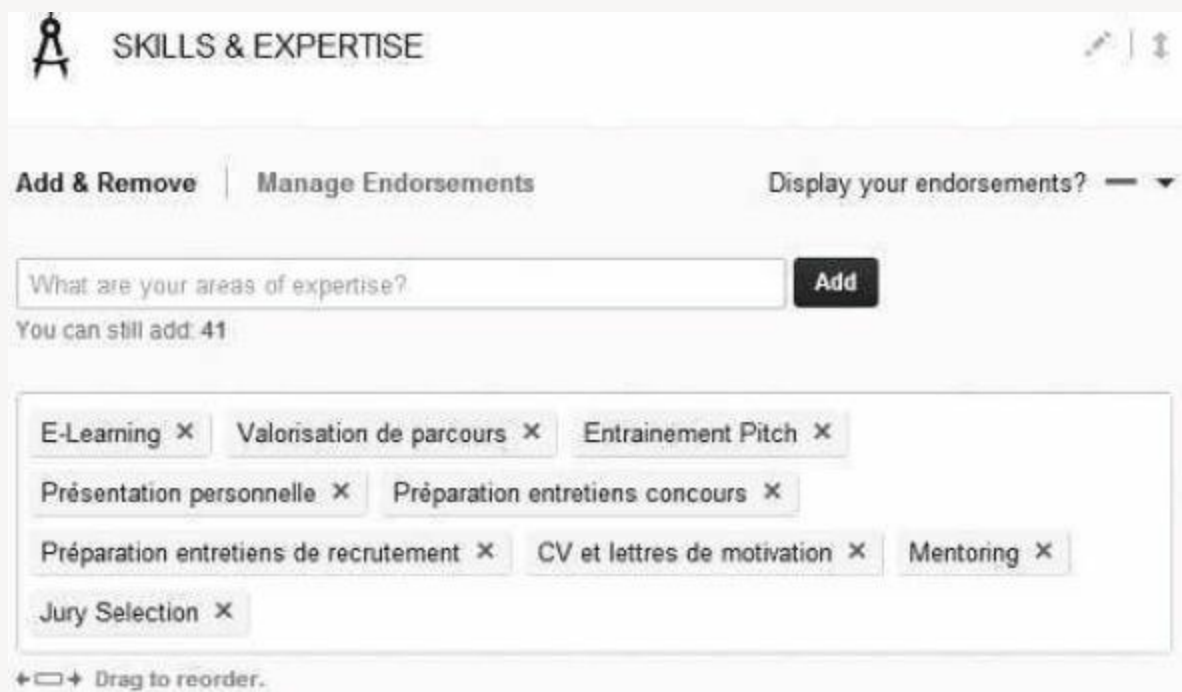 SKILLS & EXPERTISE
Add & Remove | Manage Endorsements Display your endorsements?
What are your areas of expertise? Add
You can still add: 41
E-Learning × Valorisation de parcours × Entrainement Pitch ×
Présentation personnelle × Préparation entretiens concours ×
Préparation entretiens de recrutement × CV et lettres de motivation × Mentoring ×
Jury Selection ×
Drag to reorder.